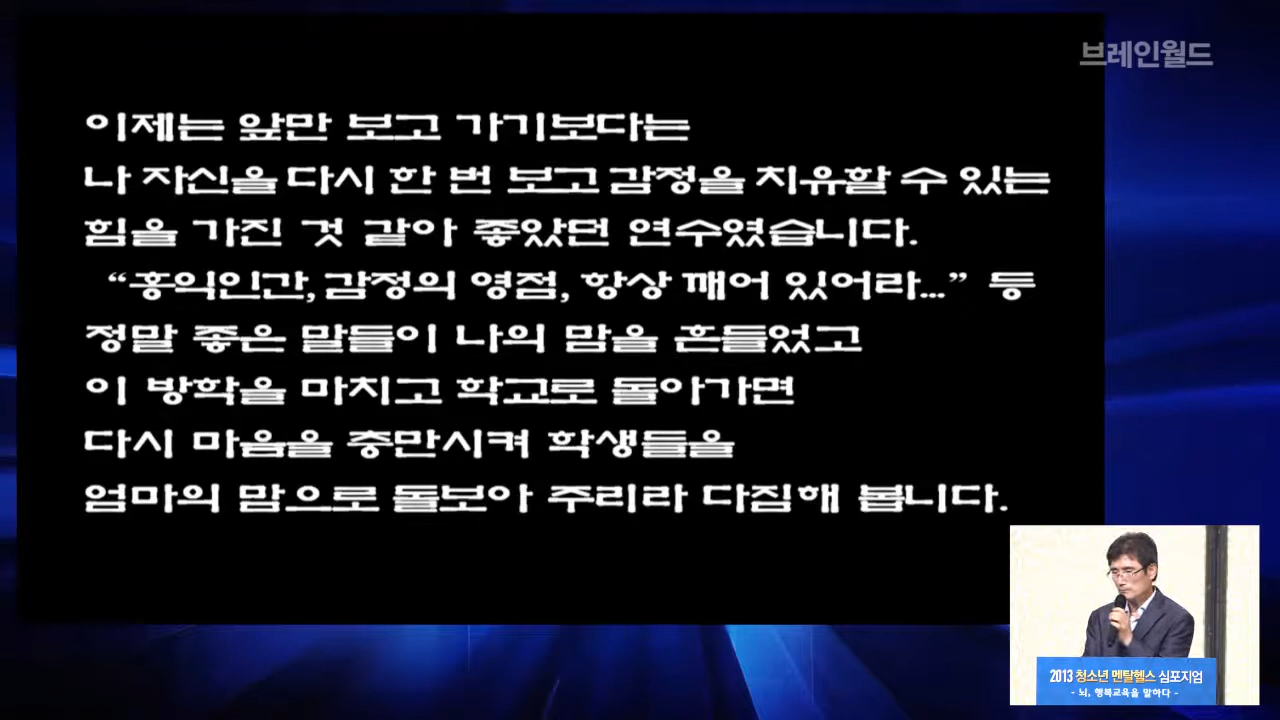 브레인월드
이제는 앞만 보고 가기보다는
나 자신을 다시 한 번 보고 감정을 치유할 수 있는
힘을 가진 것 같아 좋았던 연수였습니다.
“홍익인간, 감정의 영점, 항상 깨어 있어라...” 등
정말 좋은 말들이 나의 맘을 흔들었고
이 방학을 마치고 학교로 돌아가면
다시 마음을 충만시켜 학생들을
엄마의 맘으로 돌보아 주리라 다짐해 봅니다.
2013 청소년 멘탈헬스 심포지엄
- 뇌, 행복교육을 말하다 -